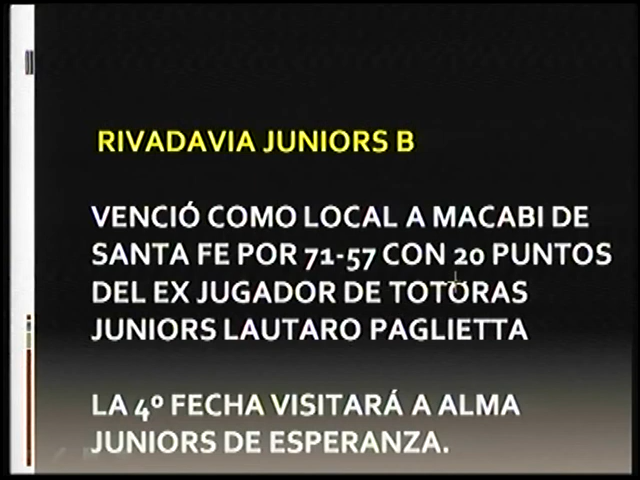 RIVADAVIA JUNIORS B
VENCIÓ COMO LOCAL A MACABI DE
SANTA FE POR 71-57 CON 20 PUNTOS
DEL EX JUGADOR DE TOTORAS
JUNIORS LAUTARO PAGLIETTA
LA 4º FECHA VISITARÁ A ALMA
JUNIORS DE ESPERANZA.